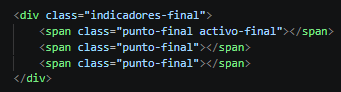 <div class="indicadores-final">
    <span class="punto-final activo-final"></span>
    <span class="punto-final"></span>
    <span class="punto-final"></span>
</div>